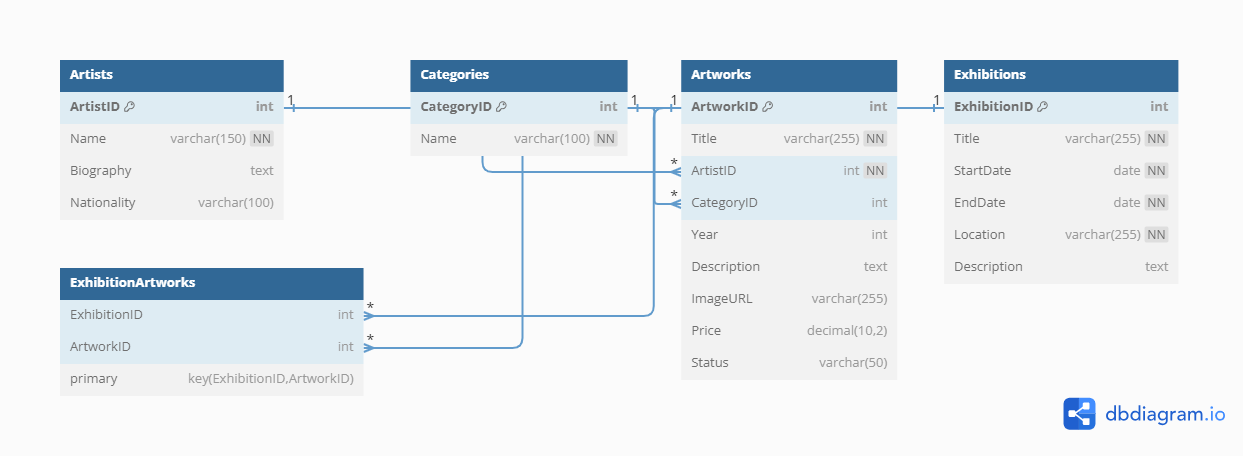 Artists
ArtistID int
Name varchar(150) NN
Biography text
Nationality varchar(100)
1
Categories
CategoryID int
Name varchar(100) NN
1
1
Artworks
ArtworkID int
Title varchar(255) NN
* ArtistID int NN
* CategoryID int
Year int
Description text
ImageURL varchar(255)
Price decimal(10,2)
Status varchar(50)
1
Exhibitions
ExhibitionID int
Title varchar(255) NN
StartDate date NN
EndDate date NN
Location varchar(255) NN
Description text
ExhibitionArtworks
ExhibitionID int *
ArtworkID int *
primary key(ExhibitionID,ArtworkID)
dbdiagram.io